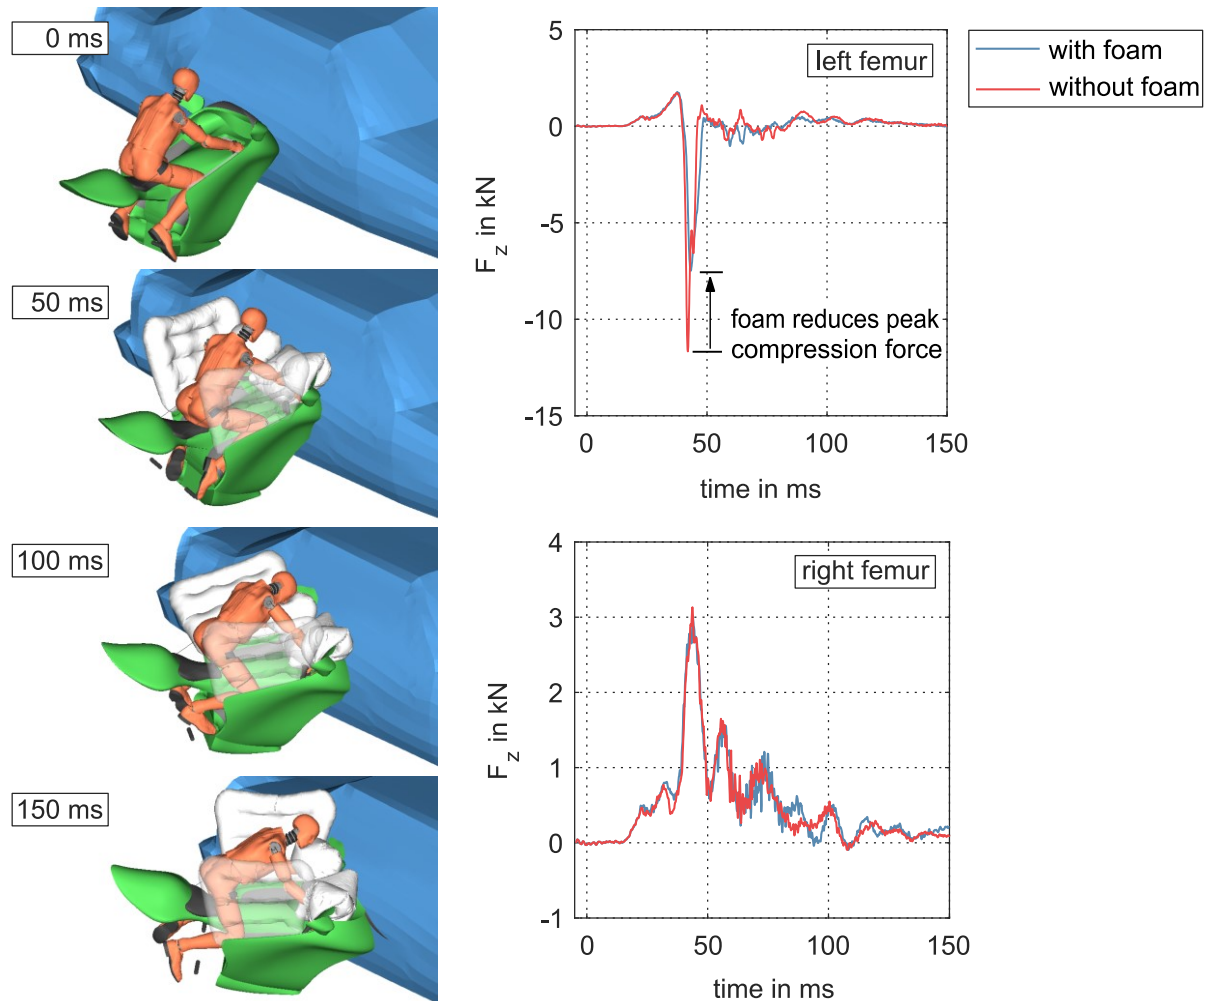 0 ms
50 ms
100 ms
150 ms
5
0
-5
-10
-15
F_z in kN
left femur
with foam
without foam
foam reduces peak
compression force
0 50 100 150
time in ms
4
3
2
1
0
-1
F_z in kN
right femur
0 50 100 150
time in ms